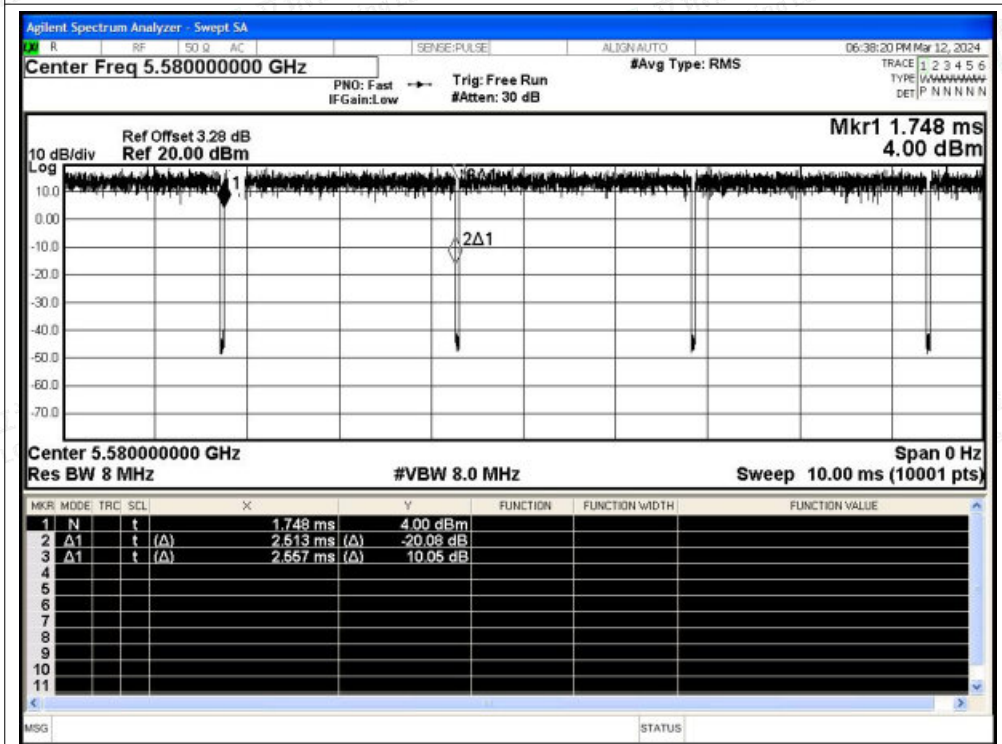 Agilent Spectrum Analyzer - Swept SA
R RF 50 Ω AC SENSE:PULSE ALIGN AUTO 06:38:20 PM Mar 12, 2024
Center Freq 5.580000000 GHz #Avg Type: RMS TRACE 1 2 3 4 5 6
PNO: Fast Trig: Free Run TYPE
IFGain:Low #Atten: 30 dB DET P N N N N N
Mkr1 1.748 ms
Ref Offset 3.28 dB
10 dB/div Ref 20.00 dBm 4.00 dBm
Log
10.0
1
0.00
2Δ1
-10.0
-20.0
-30.0
-40.0
-50.0
-60.0
-70.0
Center 5.580000000 GHz Span 0 Hz
Res BW 8 MHz #VBW 8.0 MHz Sweep 10.00 ms (10001 pts)
MKR MODE TRC SCL X Y FUNCTION FUNCTION WIDTH FUNCTION VALUE
1 N t 1.748 ms 4.00 dBm
2 Δ1 t (Δ) 2.513 ms (Δ) -20.08 dB
3 Δ1 t (Δ) 2.557 ms (Δ) 10.05 dB
4
5
6
7
8
9
10
11
MSG STATUS